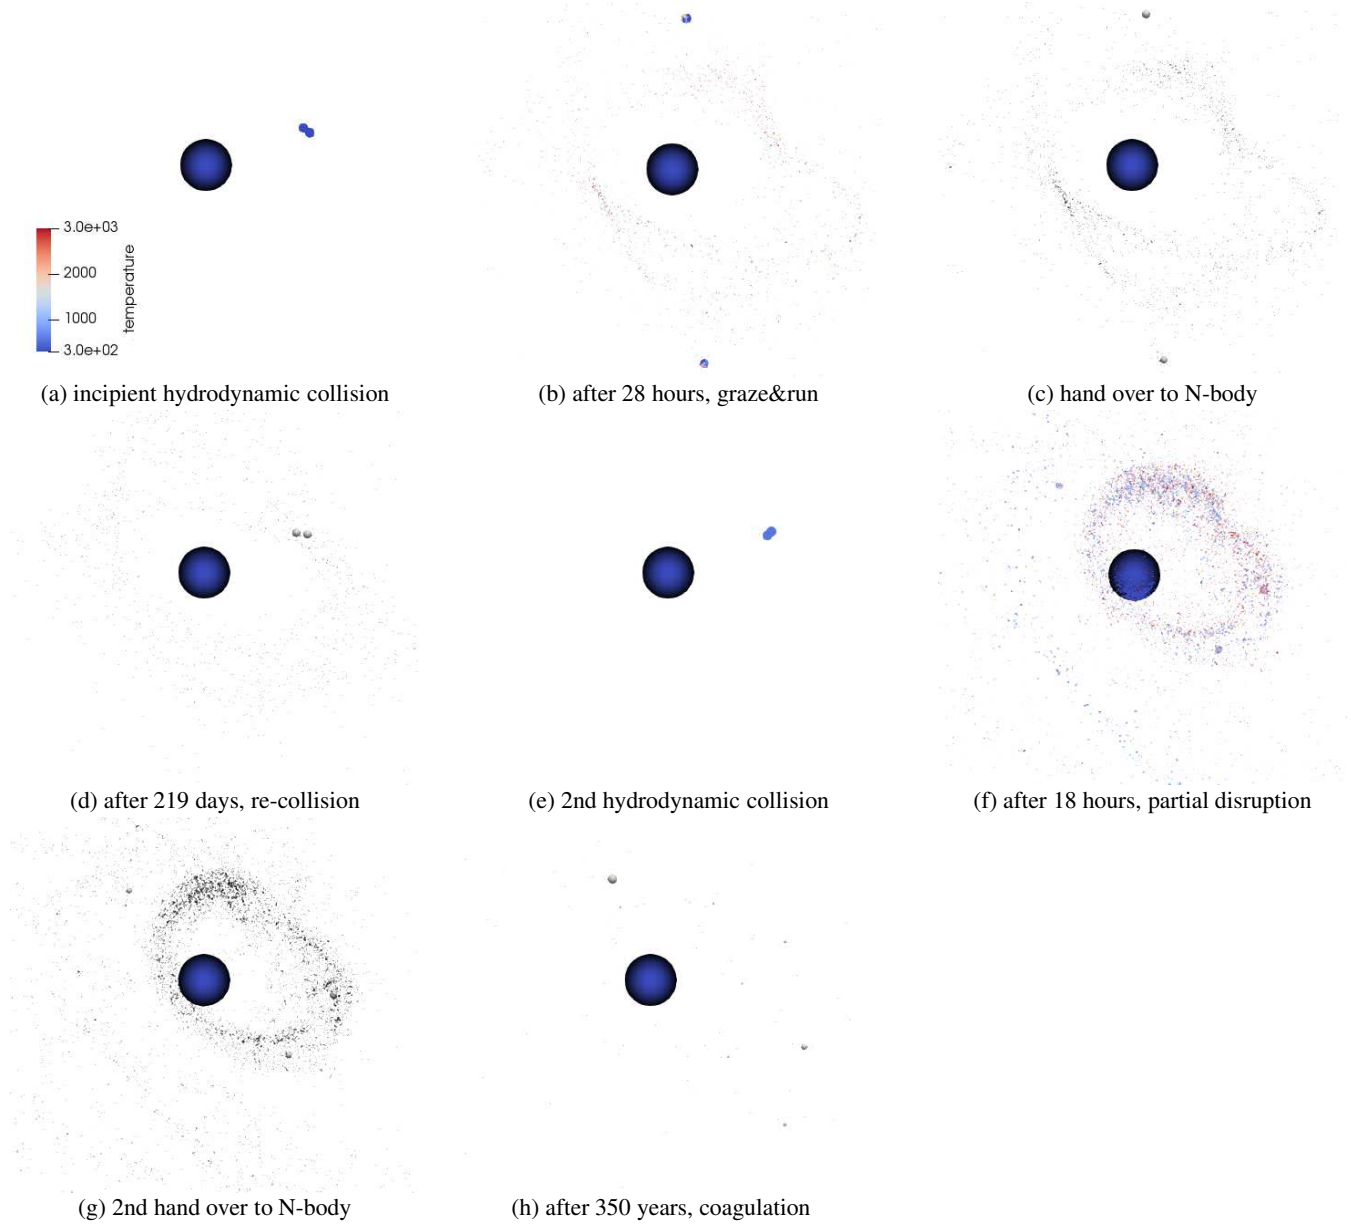 3.0e+03
2000
1000
3.0e+02
temperature
(a) incipient hydrodynamic collision
(b) after 28 hours, graze&run
(c) hand over to N-body
(d) after 219 days, re-collision
(e) 2nd hydrodynamic collision
(f) after 18 hours, partial disruption
(g) 2nd hand over to N-body
(h) after 350 years, coagulation